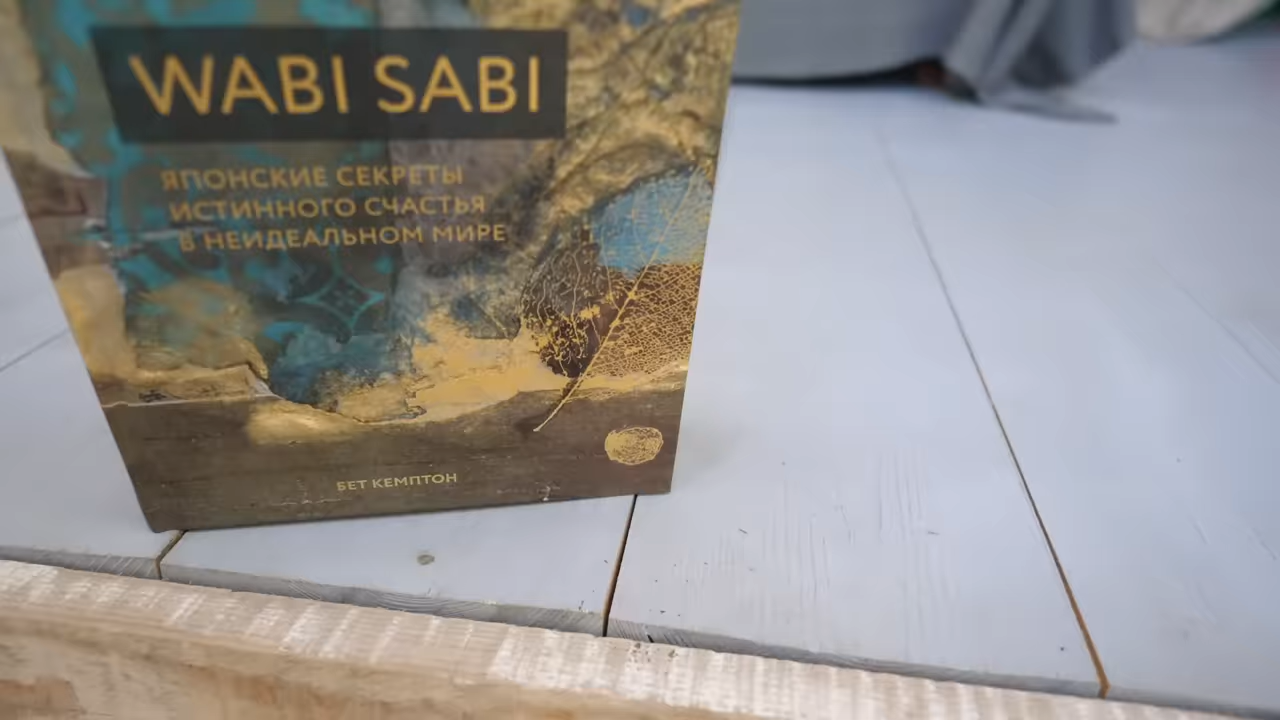 WABI SABI
ЯПОНСКИЕ СЕКРЕТЫ
ИСТИННОГО СЧАСТЬЯ
В НЕИДЕАЛЬНОМ МИРЕ
БЕТ КЕМПТОН